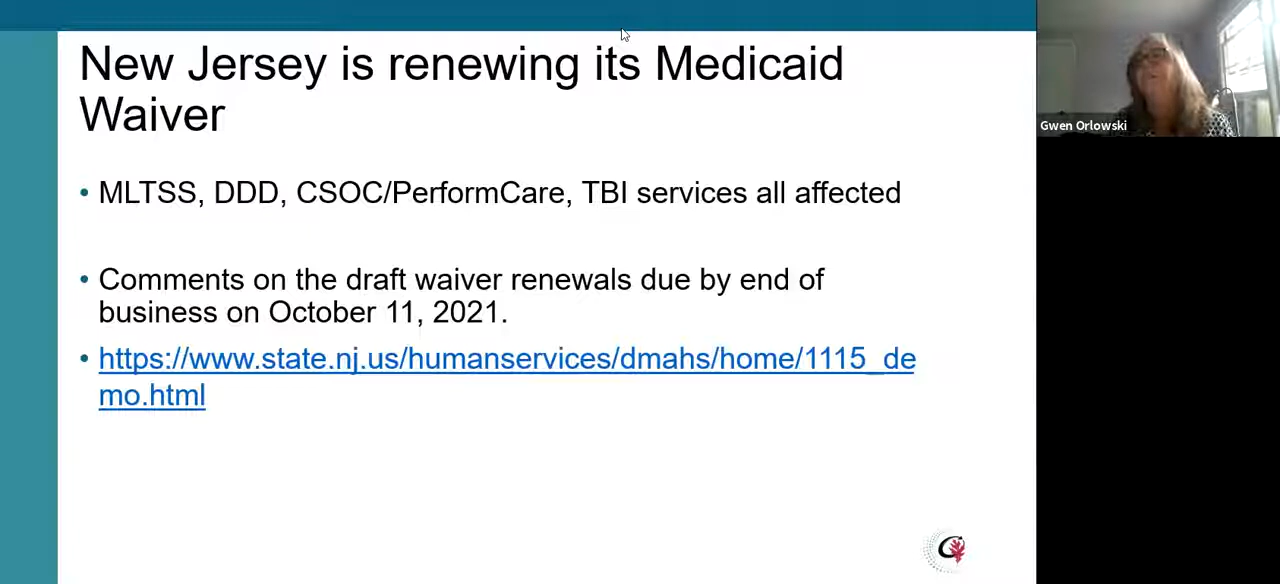 New Jersey is renewing its Medicaid
Waiver
Gwen Orlowski
• MLTSS, DDD, CSOC/PerformCare, TBI services all affected
• Comments on the draft waiver renewals due by end of
business on October 11, 2021.
• https://www.state.nj.us/humanservices/dmahs/home/1115_de
mo.html